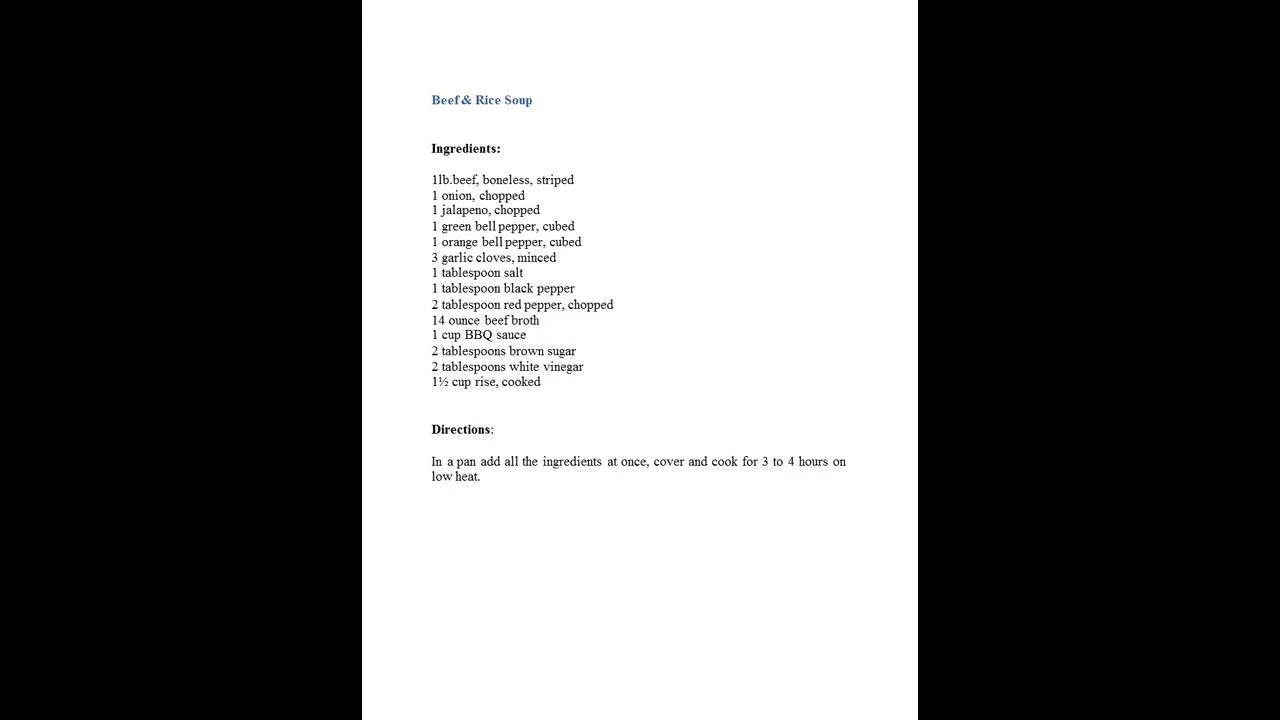 Beef & Rice Soup
Ingredients:
1lb.beef, boneless, striped
1 onion, chopped
1 jalapeno, chopped
1 green bell pepper, cubed
1 orange bell pepper, cubed
3 garlic cloves, minced
1 tablespoon salt
1 tablespoon black pepper
2 tablespoon red pepper, chopped
14 ounce beef broth
1 cup BBQ sauce
2 tablespoons brown sugar
2 tablespoons white vinegar
1½ cup rise, cooked
Directions:
In a pan add all the ingredients at once, cover and cook for 3 to 4 hours on
low heat.